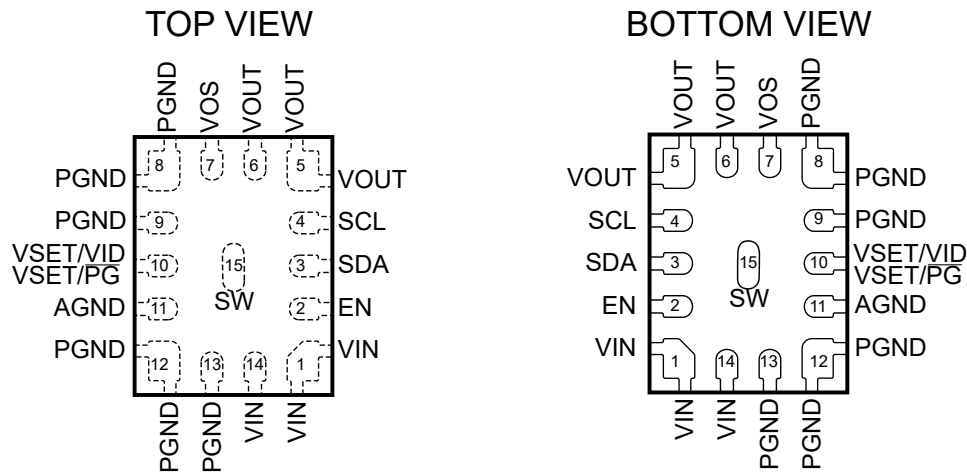 TOP VIEW
PGND
VOS
VOUT
VOUT
8
7
6
5
PGND
VOUT
PGND
9
4
SCL
VSET/VID
VSET/PG
10
15
SW
3
SDA
AGND
11
2
EN
PGND
12
13
14
1
VIN
PGND
PGND
VIN
VIN
BOTTOM VIEW
VOUT
VOUT
VOS
PGND
5
6
7
8
VOUT
PGND
SCL
4
9
PGND
SDA
3
15
SW
10
VSET/VID
VSET/PG
EN
2
11
AGND
VIN
1
14
13
12
PGND
VIN
VIN
PGND
PGND